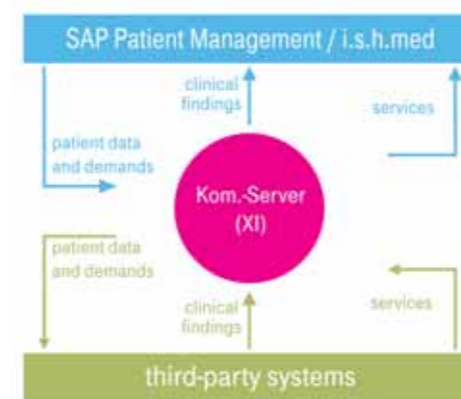 SAP Patient Management / i.s.h.med
clinical
findings
services
patient data
and demands
Kom.-Server
(XI)
patient data
and demands
clinical
findings
services
third-party systems